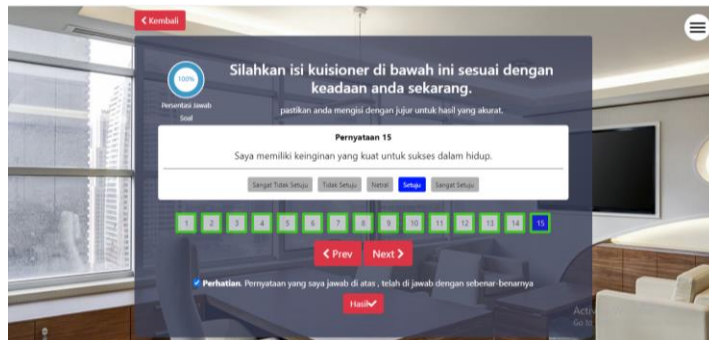 Kembali
100%
Persentasi Jawab
Soal
Silahkan isi kuisioner di bawah ini sesuai dengan
keadaan anda sekarang.
pastikan anda mengisi dengan jujur untuk hasil yang akurat.
Pernyataan 15
Saya memiliki keinginan yang kuat untuk sukses dalam hidup.
Sangat Tidak Setuju Tidak Setuju Netral Setuju Sangat Setuju
1 2 3 4 5 6 7 8 9 10 11 12 13 14 15
Prev Next
Perhatian. Pernyataan yang saya jawab di atas , telah di jawab dengan sebenar-benarnya
Hasil
Go to